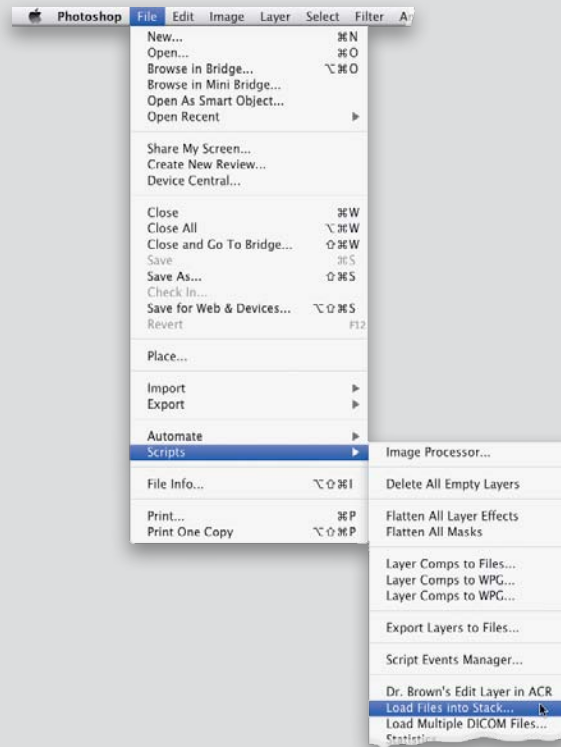 Photoshop File Edit Image Layer Select Filter
New... ⌘N
Open... ⌘O
Browse in Bridge... ⌥⌘O
Browse in Mini Bridge...
Open As Smart Object...
Open Recent
Share My Screen...
Create New Review...
Device Central...
Close ⌘W
Close All ⌥⌘W
Close and Go To Bridge... ⇧⌘W
Save ⌘S
Save As... ⇧⌘S
Check In...
Save for Web & Devices... ⌥⇧⌘S
Revert F12
Place...
Import
Export
Automate
Scripts
File Info... ⌥⇧⌘I
Print... ⌘P
Print One Copy ⌥⇧⌘P
Image Processor...
Delete All Empty Layers
Flatten All Layer Effects
Flatten All Masks
Layer Comps to Files...
Layer Comps to WPG...
Layer Comps to WPG...
Export Layers to Files...
Script Events Manager...
Dr. Brown's Edit Layer in ACR
Load Files into Stack...
Load Multiple DICOM Files...
Statistics